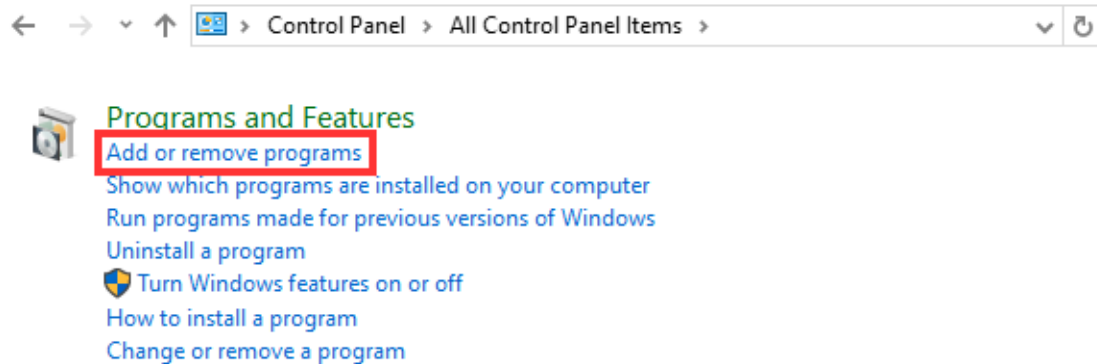 Control Panel > All Control Panel Items >
Programs and Features
Add or remove programs
Show which programs are installed on your computer
Run programs made for previous versions of Windows
Uninstall a program
Turn Windows features on or off
How to install a program
Change or remove a program